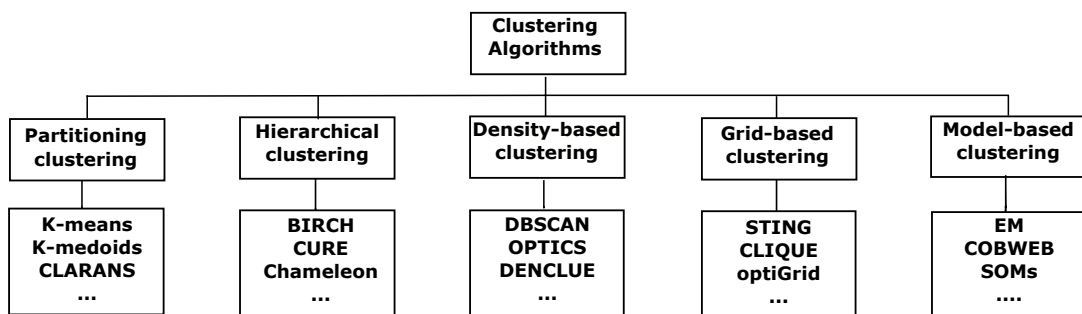 Clustering
Algorithms
Partitioning
clustering
Hierarchical
clustering
Density-based
clustering
Grid-based
clustering
Model-based
clustering
K-means
K-medoids
CLARANS
...
BIRCH
CURE
Chameleon
...
DBSCAN
OPTICS
DENCLUE
...
STING
CLIQUE
optiGrid
...
EM
COBWEB
SOMs
....